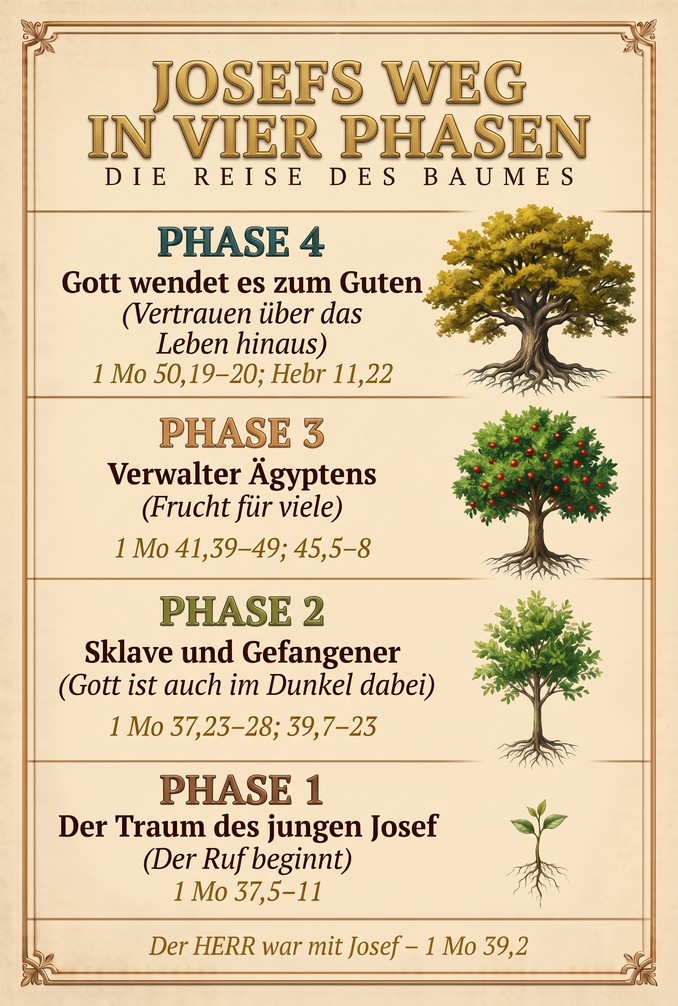 JOSEFS WEG
IN VIER PHASEN
DIE REISE DES BAUMES
PHASE 4
Gott wendet es zum Guten
(Vertrauen über das
Leben hinaus)
1 Mo 50,19–20; Hebr 11,22
PHASE 3
Verwalter Ägyptens
(Frucht für viele)
1 Mo 41,39–49; 45,5–8
PHASE 2
Sklave und Gefangener
(Gott ist auch im Dunkel dabei)
1 Mo 37,23–28; 39,7–23
PHASE 1
Der Traum des jungen Josef
(Der Ruf beginnt)
1 Mo 37,5–11
Der HERR war mit Josef – 1 Mo 39,2